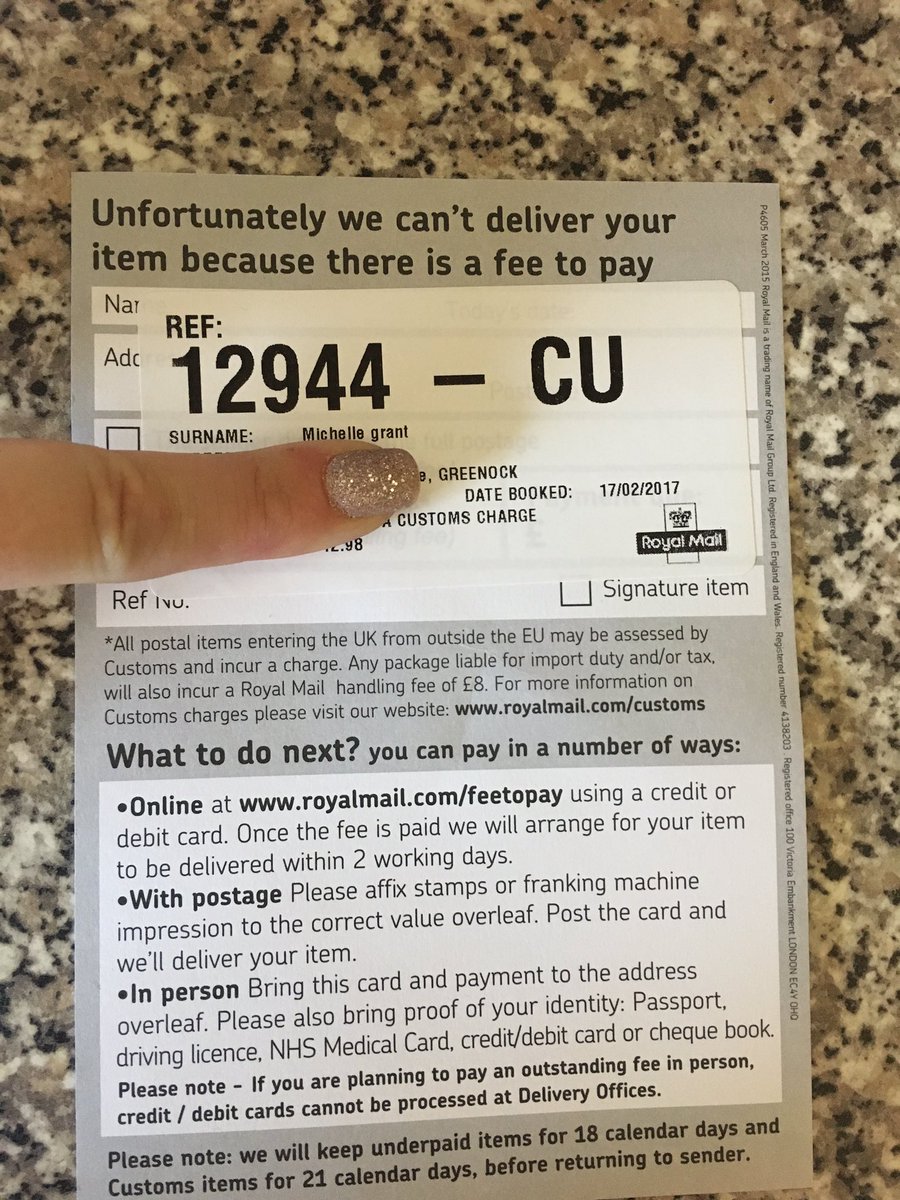 Unfortunately we can't deliver your
item because there is a fee to pay
REF:
12944 – CU
SURNAME: Michelle grant
GREENOCK
DATE BOOKED: 17/02/2017
A CUSTOMS CHARGE
Royal Mail
Ref No.
Signature item
*All postal items entering the UK from outside the EU may be assessed by
Customs and incur a charge. Any package liable for import duty and/or tax,
will also incur a Royal Mail handling fee of £8. For more information on
Customs charges please visit our website: www.royalmail.com/customs
What to do next? you can pay in a number of ways:
•Online at www.royalmail.com/feetopay using a credit or
debit card. Once the fee is paid we will arrange for your item
to be delivered within 2 working days.
•With postage Please affix stamps or franking machine
impression to the correct value overleaf. Post the card and
we'll deliver your item.
•In person Bring this card and payment to the address
overleaf. Please also bring proof of your identity: Passport,
driving licence, NHS Medical Card, credit/debit card or cheque book.
Please note – If you are planning to pay an outstanding fee in person,
credit / debit cards cannot be processed at Delivery Offices.
Please note: we will keep underpaid items for 18 calendar days and
Customs items for 21 calendar days, before returning to sender.
P4605 March 2015 Royal Mail is a trading name of Royal Mail Group Ltd. Registered in England and Wales. Registered number 4138203. Registered office 100 Victoria Embankment LONDON EC4Y 0HQ